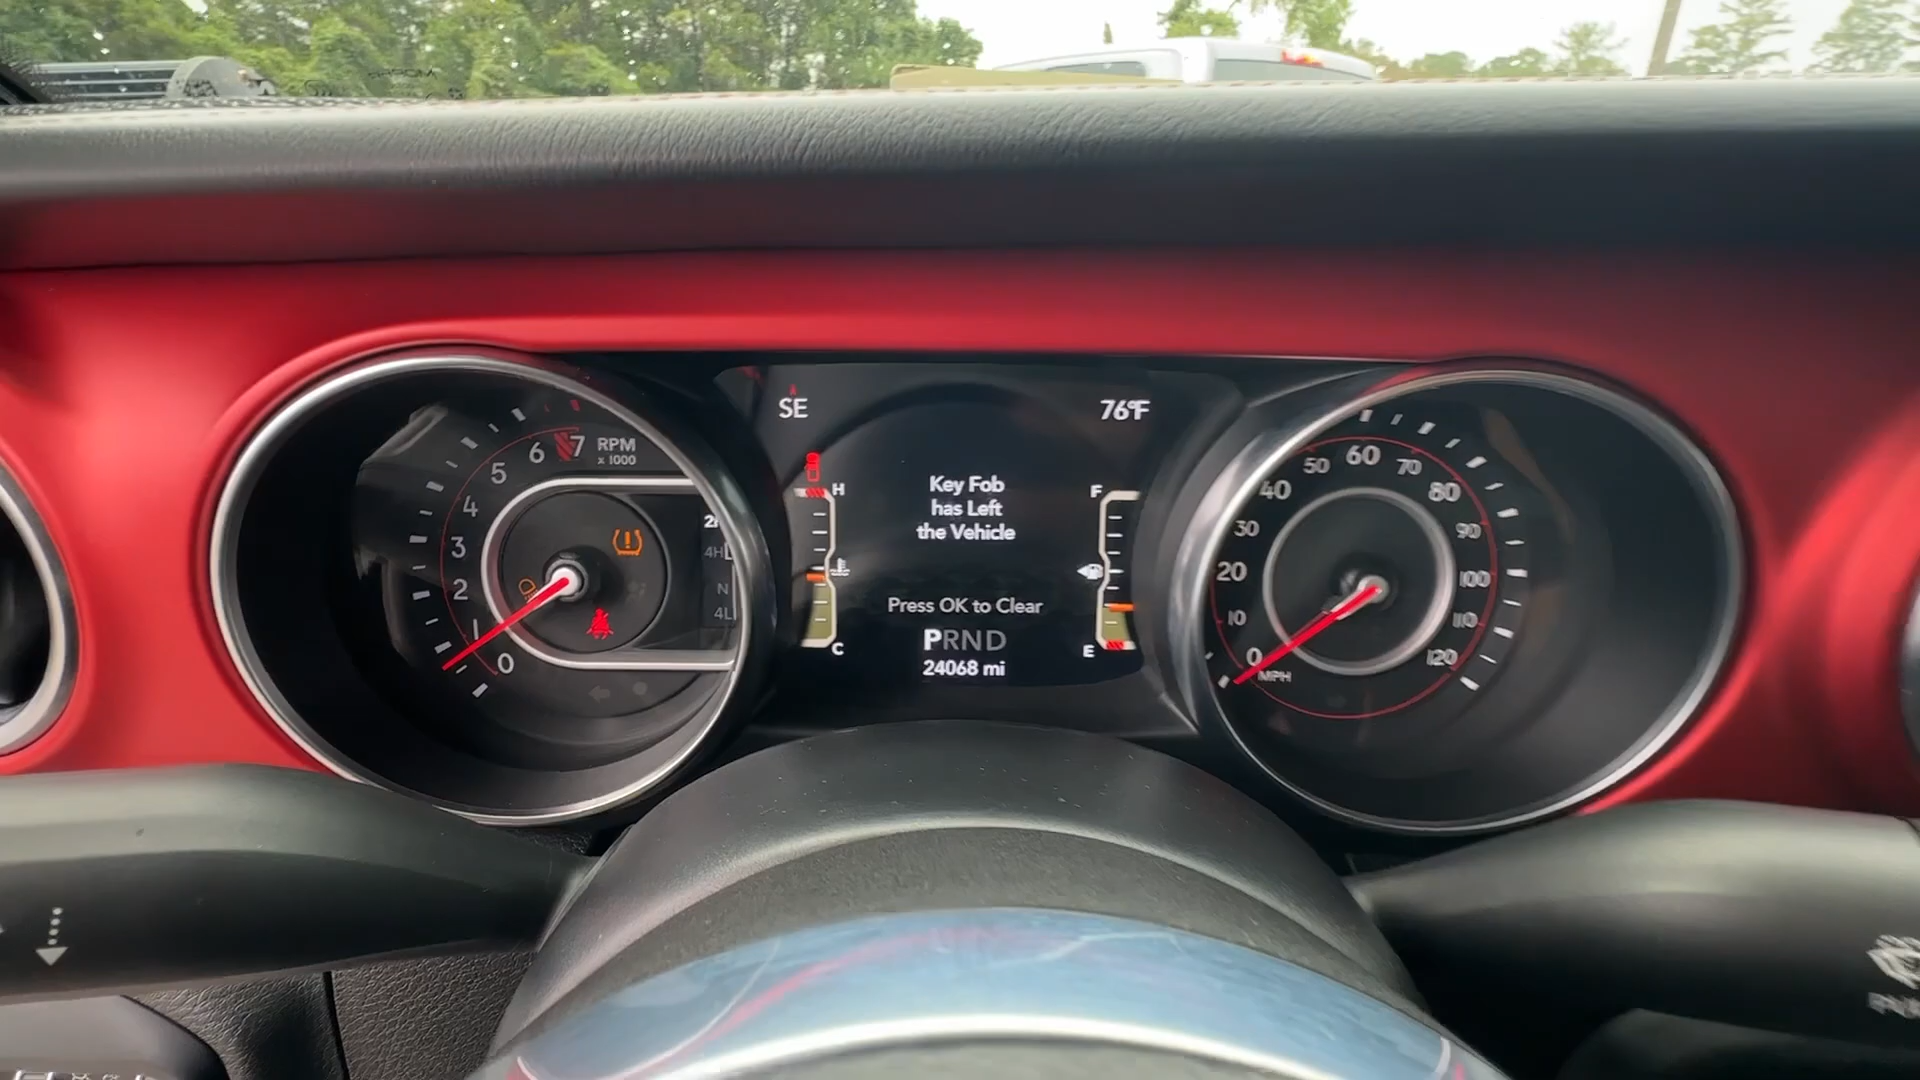 SE
76°F
7 RPM
6
x 1000
5
4
3
2
1
0
2H
4H
N
4L
H
C
Key Fob
has Left
the Vehicle
Press OK to Clear
PRND
24068 mi
F
E
60
50
70
40
80
30
90
20
100
10
110
0
120
MPH